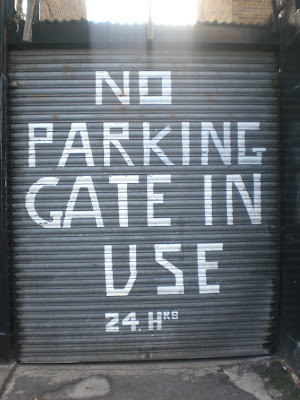 NO
PARKING
GATE IN
USE
24. HRS